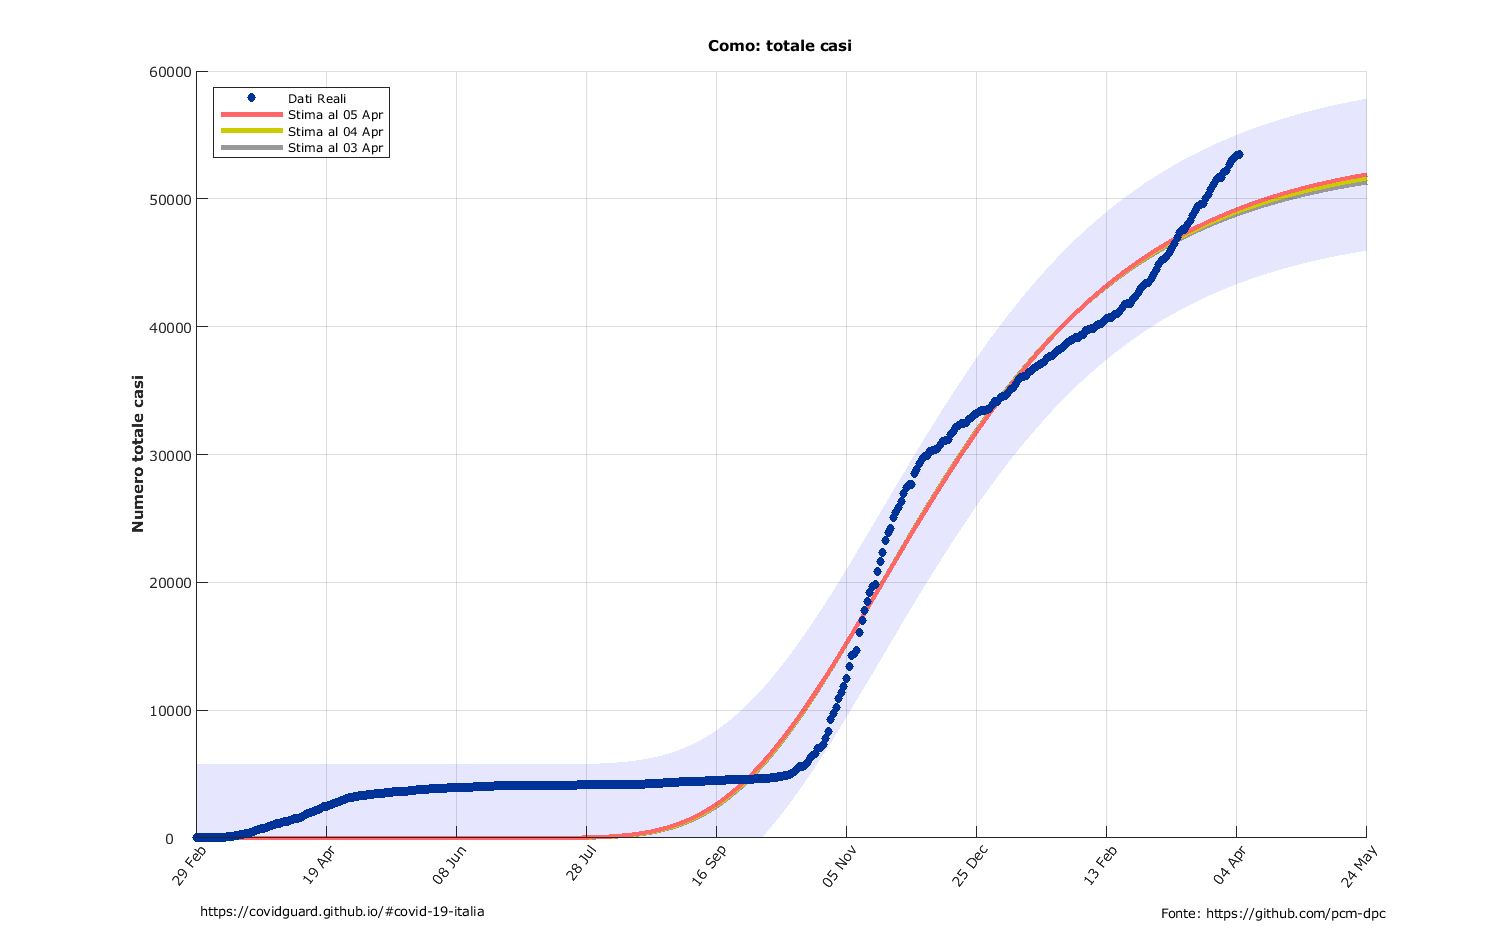 Como: totale casi
60000
50000
40000
30000
20000
10000
0
Numero totale casi
Dati Reali
Stima al 05 Apr
Stima al 04 Apr
Stima al 03 Apr
29 Feb
19 Apr
08 Jun
28 Jul
16 Sep
05 Nov
25 Dec
13 Feb
04 Apr
24 May
https://covidguard.github.io/#covid-19-italia
Fonte: https://github.com/pcm-dpc